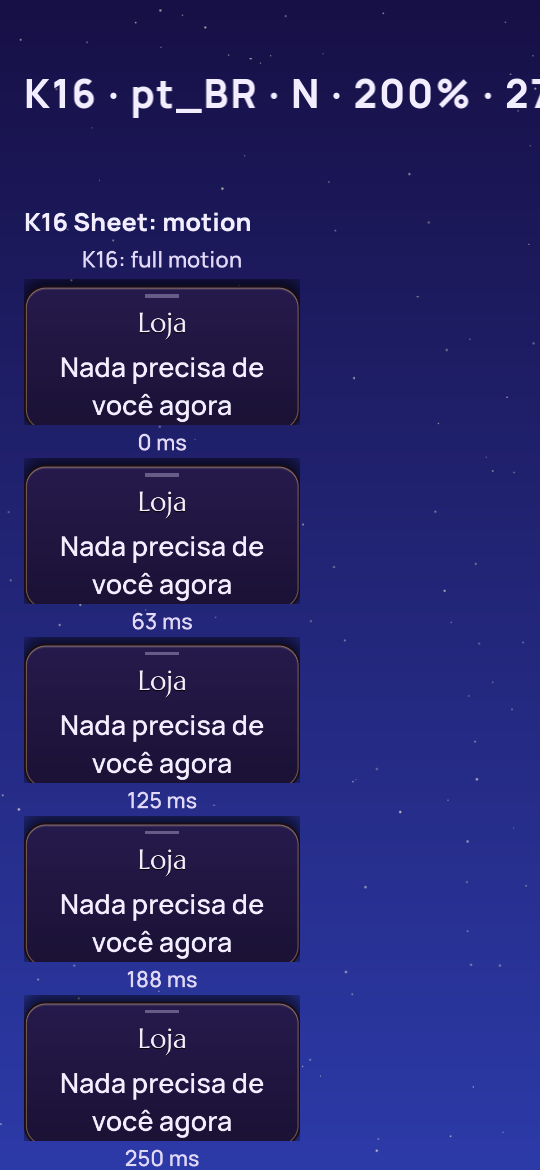 K16 · pt_BR · N · 200% · 27
K16 Sheet: motion
K16: full motion
Loja
Nada precisa de
você agora
0 ms
Loja
Nada precisa de
você agora
63 ms
Loja
Nada precisa de
você agora
125 ms
Loja
Nada precisa de
você agora
188 ms
Loja
Nada precisa de
você agora
250 ms